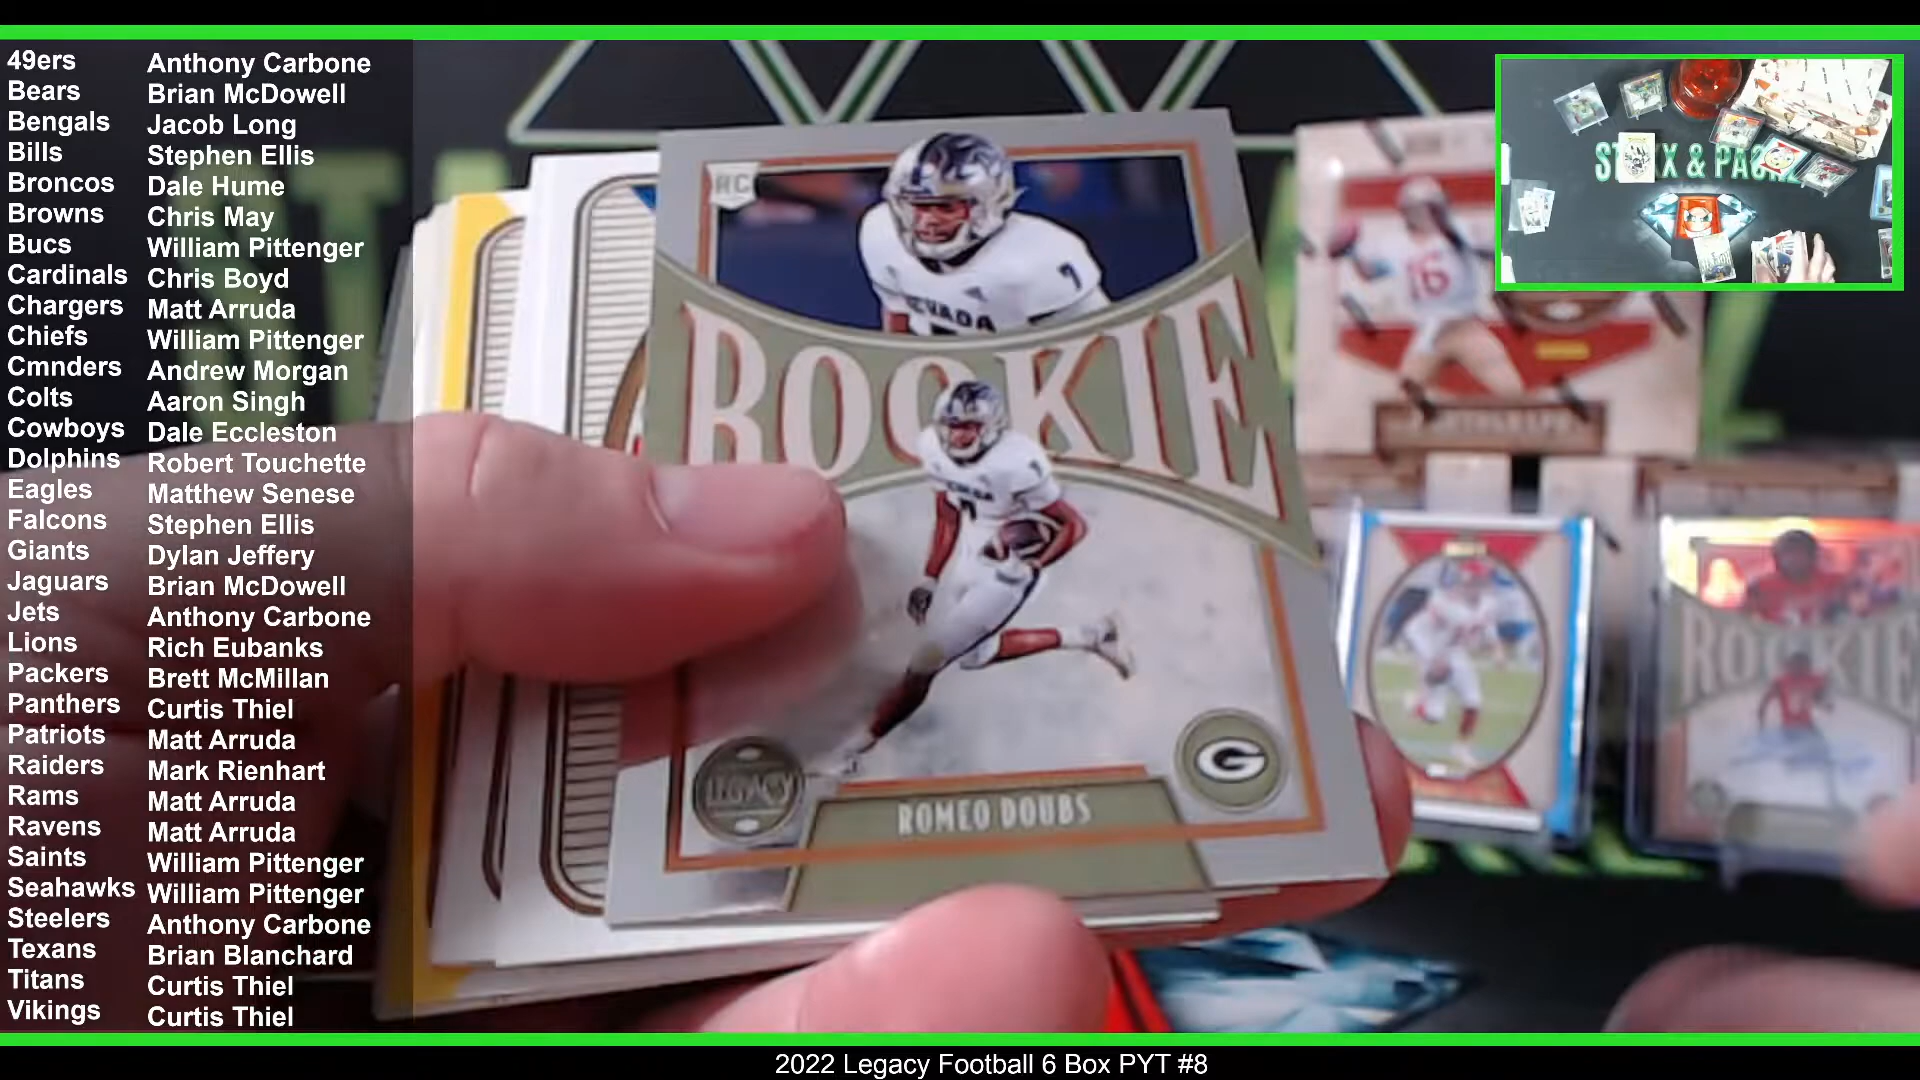 49ers Anthony Carbone
Bears Brian McDowell
Bengals Jacob Long
Bills Stephen Ellis
Broncos Dale Hume
Browns Chris May
Bucs William Pittenger
Cardinals Chris Boyd
Chargers Matt Arruda
Chiefs William Pittenger
Cmnders Andrew Morgan
Colts Aaron Singh
Cowboys Dale Eccleston
Dolphins Robert Touchette
Eagles Matthew Senese
Falcons Stephen Ellis
Giants Dylan Jeffery
Jaguars Brian McDowell
Jets Anthony Carbone
Lions Rich Eubanks
Packers Brett McMillan
Panthers Curtis Thiel
Patriots Matt Arruda
Raiders Mark Rienhart
Rams Matt Arruda
Ravens Matt Arruda
Saints William Pittenger
Seahawks William Pittenger
Steelers Anthony Carbone
Texans Brian Blanchard
Titans Curtis Thiel
Vikings Curtis Thiel
RC
7
NEVADA
ROOKIE
LEGACY
G
ROMEO DOUBS
16
AUTOGRAPH
ROOKIE
2022 Legacy Football 6 Box PYT #8